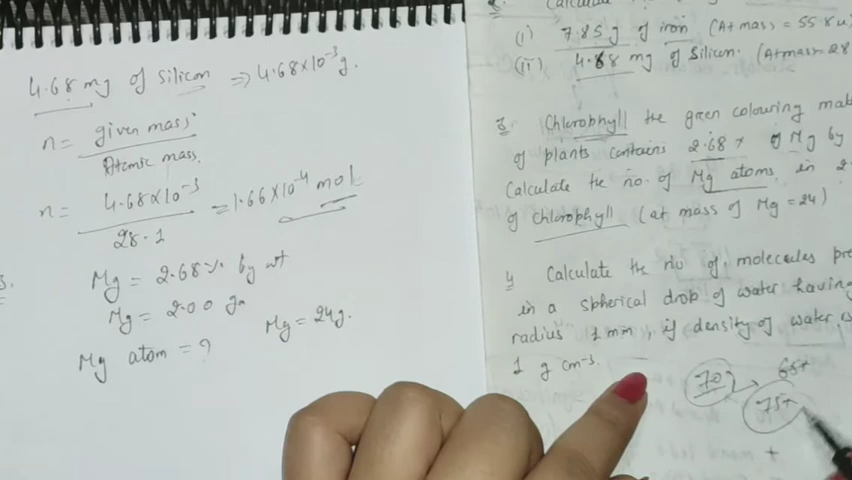 4.68 mg of Silicon ⇒ 4.68×10⁻³ g.
n = given mass
Atomic mass.
n = 4.68×10⁻³
28.1
= 1.66×10⁻⁴ mol
3.
Mg = 2.68% by wt
Mg = 2.00 gm
Mg = 24g.
Mg atom = ?
Calculate
(i) 7.85 g of iron (At mass = 55.8 u)
(ii) 4.68 mg of Silicon. (At mass = 28
3. Chlorophyll the green colouring
of plants contains 2.68 % of Mg by
Calculate the no. of Mg atoms in 2
of chlorophyll (at mass of Mg = 24)
4 Calculate the no of molecules
in a spherical drop of water having
radius 1 mm, if density of water is
1 g cm⁻³.
70
75+
+